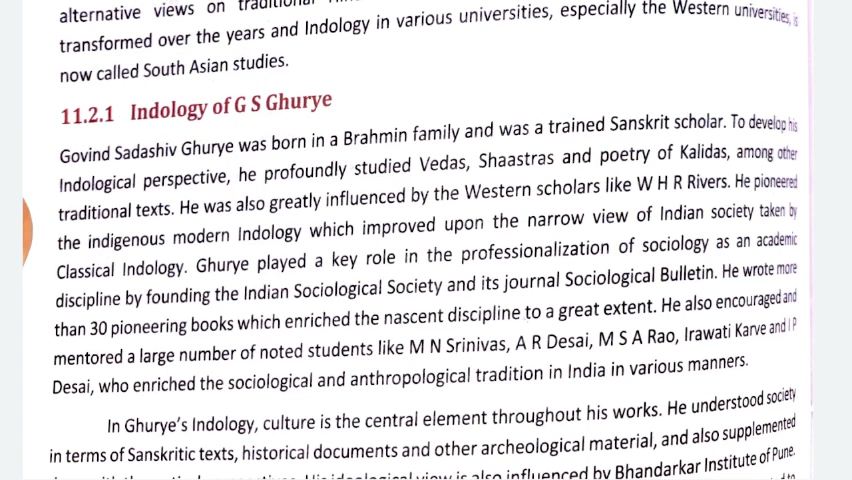 alternative views on
transformed over the years and Indology in various universities, especially the Western universities, is
now called South Asian studies.
11.2.1 Indology of G S Ghurye
Govind Sadashiv Ghurye was born in a Brahmin family and was a trained Sanskrit scholar. To develop his
Indological perspective, he profoundly studied Vedas, Shaastras and poetry of Kalidas, among other
traditional texts. He was also greatly influenced by the Western scholars like W H R Rivers. He pioneered
the indigenous modern Indology which improved upon the narrow view of Indian society taken by
Classical Indology. Ghurye played a key role in the professionalization of sociology as an academic
discipline by founding the Indian Sociological Society and its journal Sociological Bulletin. He wrote more
than 30 pioneering books which enriched the nascent discipline to a great extent. He also encouraged and
mentored a large number of noted students like M N Srinivas, A R Desai, M S A Rao, Irawati Karve and I P
Desai, who enriched the sociological and anthropological tradition in India in various manners.
In Ghurye's Indology, culture is the central element throughout his works. He understood society
in terms of Sanskritic texts, historical documents and other archeological material, and also supplemented
view is also influenced by Bhandarkar Institute of Pune.